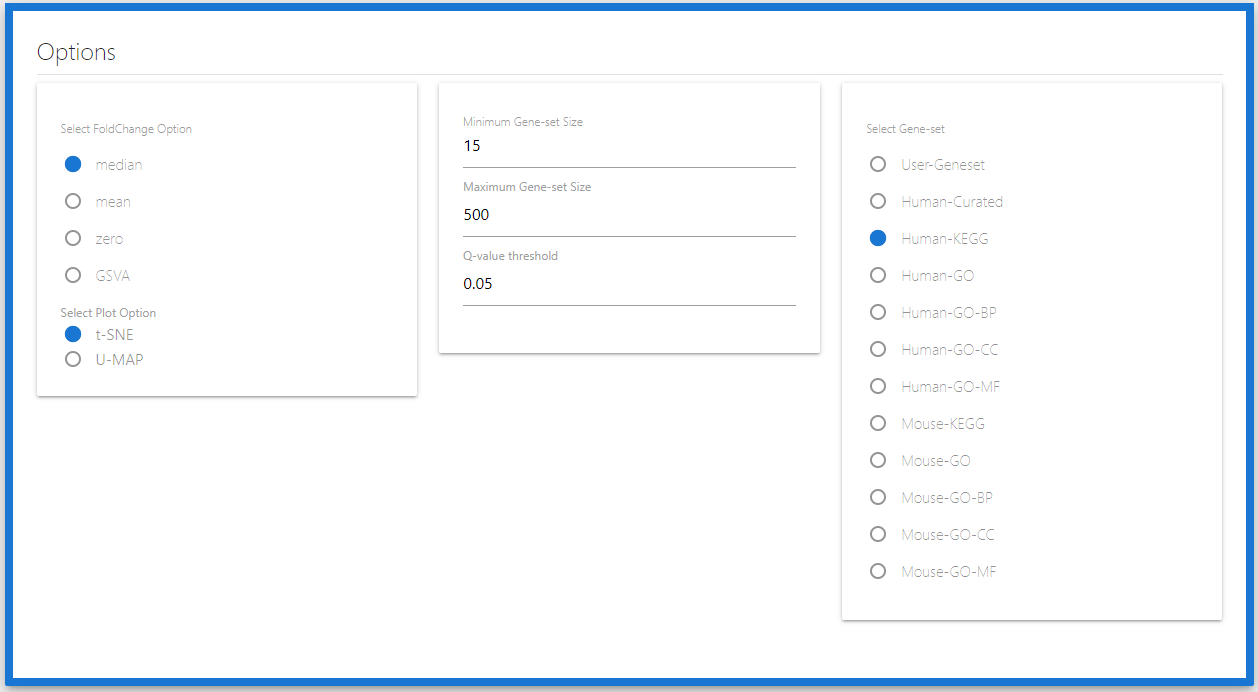 Options
Select FoldChange Option
median
mean
zero
GSVA
Select Plot Option
t-SNE
U-MAP
Minimum Gene-set Size
15
Maximum Gene-set Size
500
Q-value threshold
0.05
Select Gene-set
User-Geneset
Human-Curated
Human-KEGG
Human-GO
Human-GO-BP
Human-GO-CC
Human-GO-MF
Mouse-KEGG
Mouse-GO
Mouse-GO-BP
Mouse-GO-CC
Mouse-GO-MF